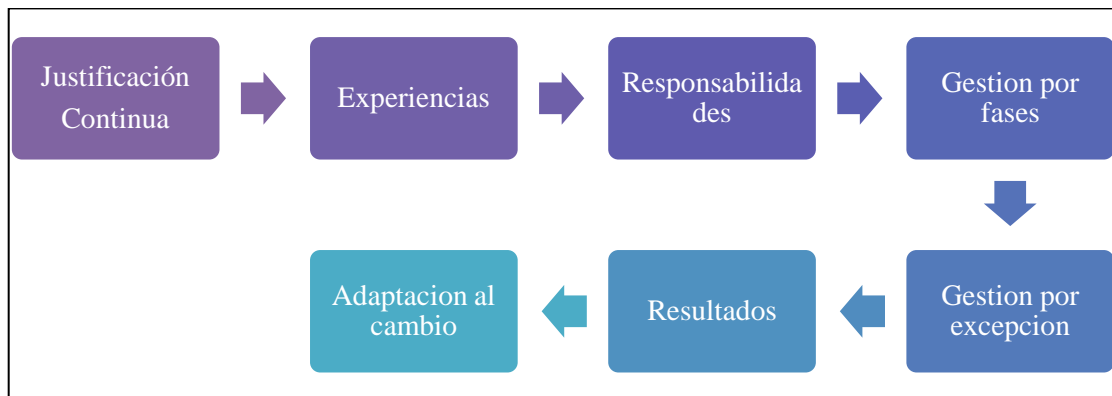 Justificación
Continua
Experiencias
Responsabilida
des
Gestion por
fases
Gestion por
excepcion
Resultados
Adaptacion al
cambio